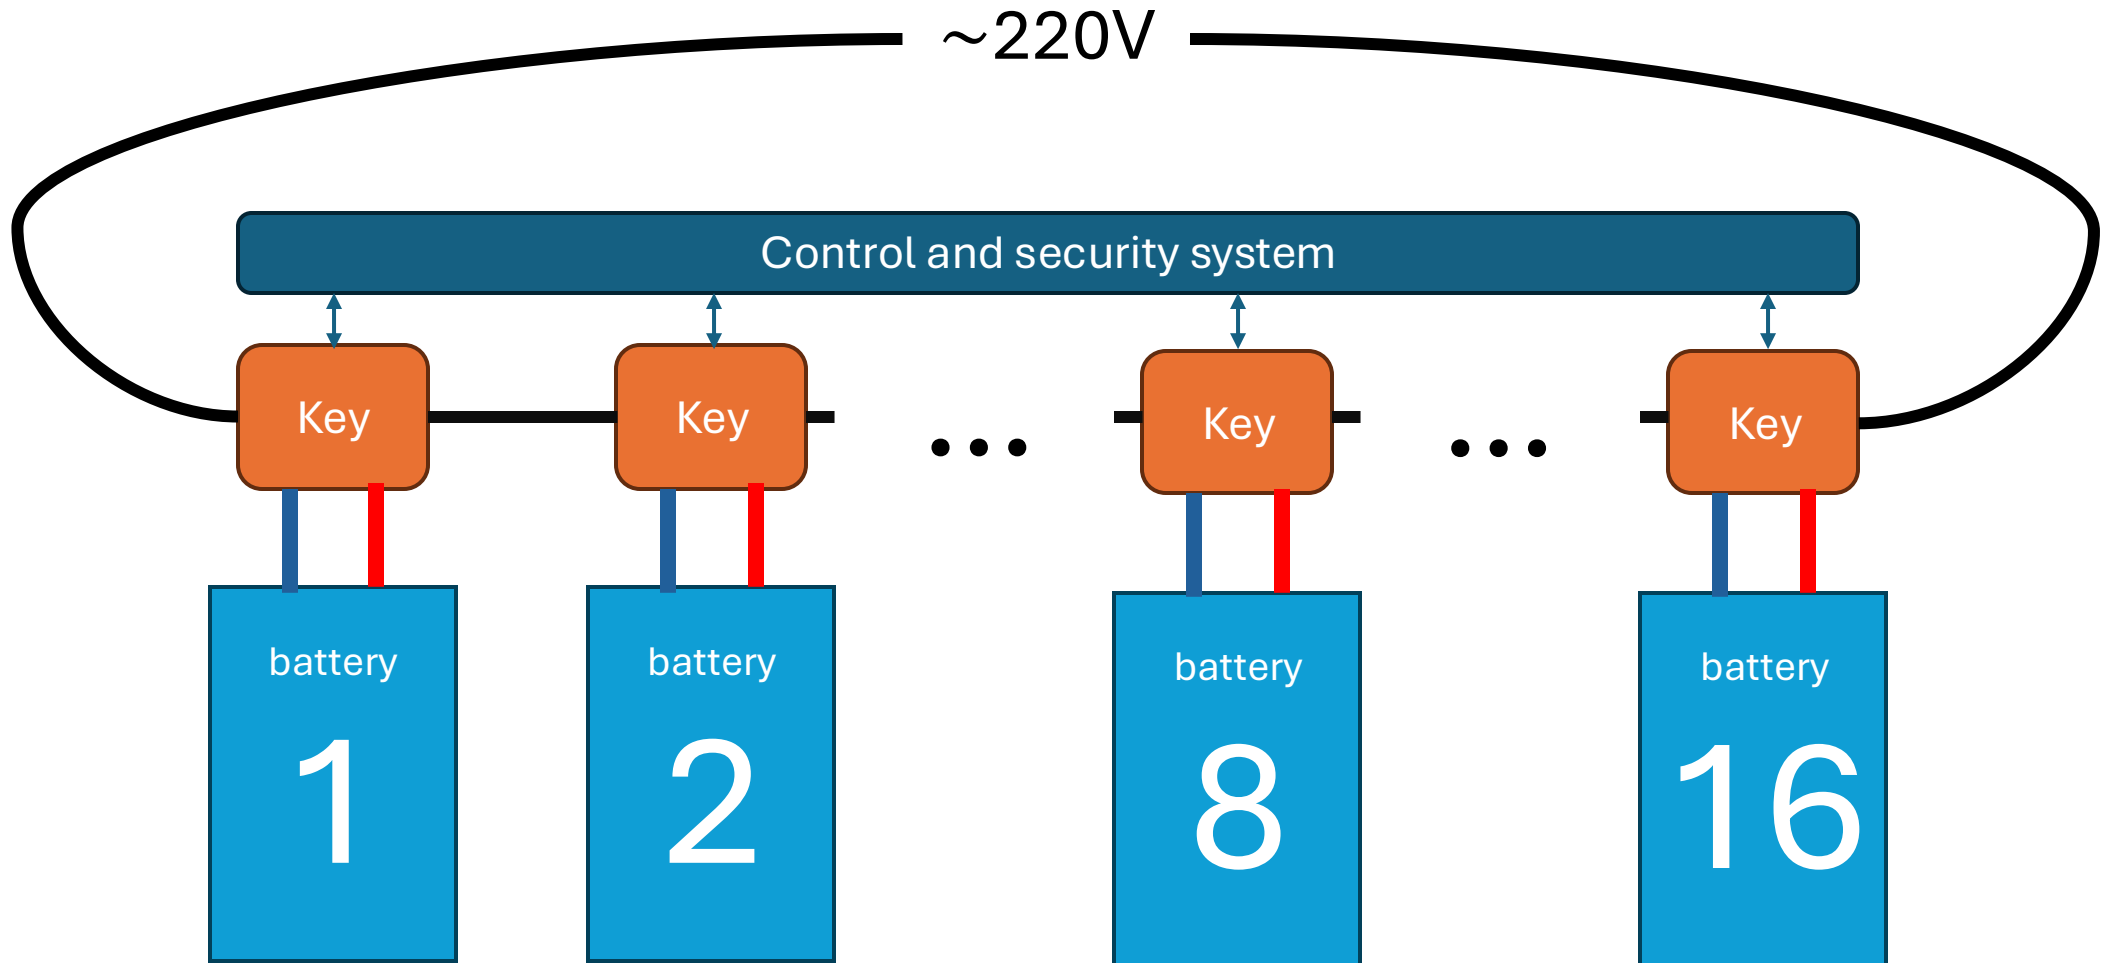 ~220V
Control and security system
Key
Key
Key
Key
...
...
battery
battery
battery
battery
1
2
8
16